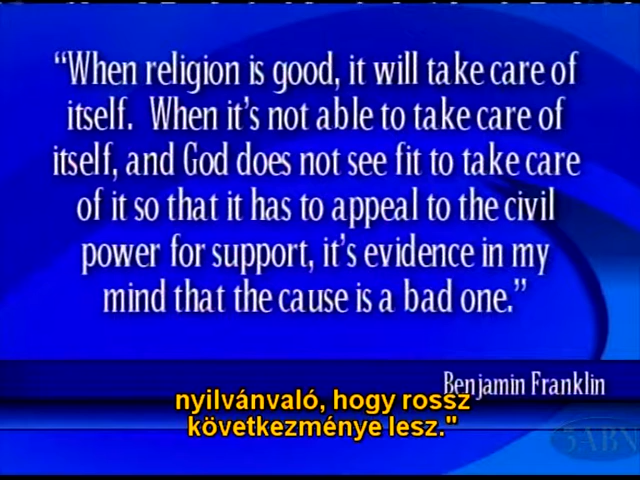 “When religion is good, it will take care of
itself. When it’s not able to take care of
itself, and God does not see fit to take care
of it so that it has to appeal to the civil
power for support, it’s evidence in my
mind that the cause is a bad one.”
Benjamin Franklin
nyilvánvaló, hogy rossz
következménye lesz."
3ABN